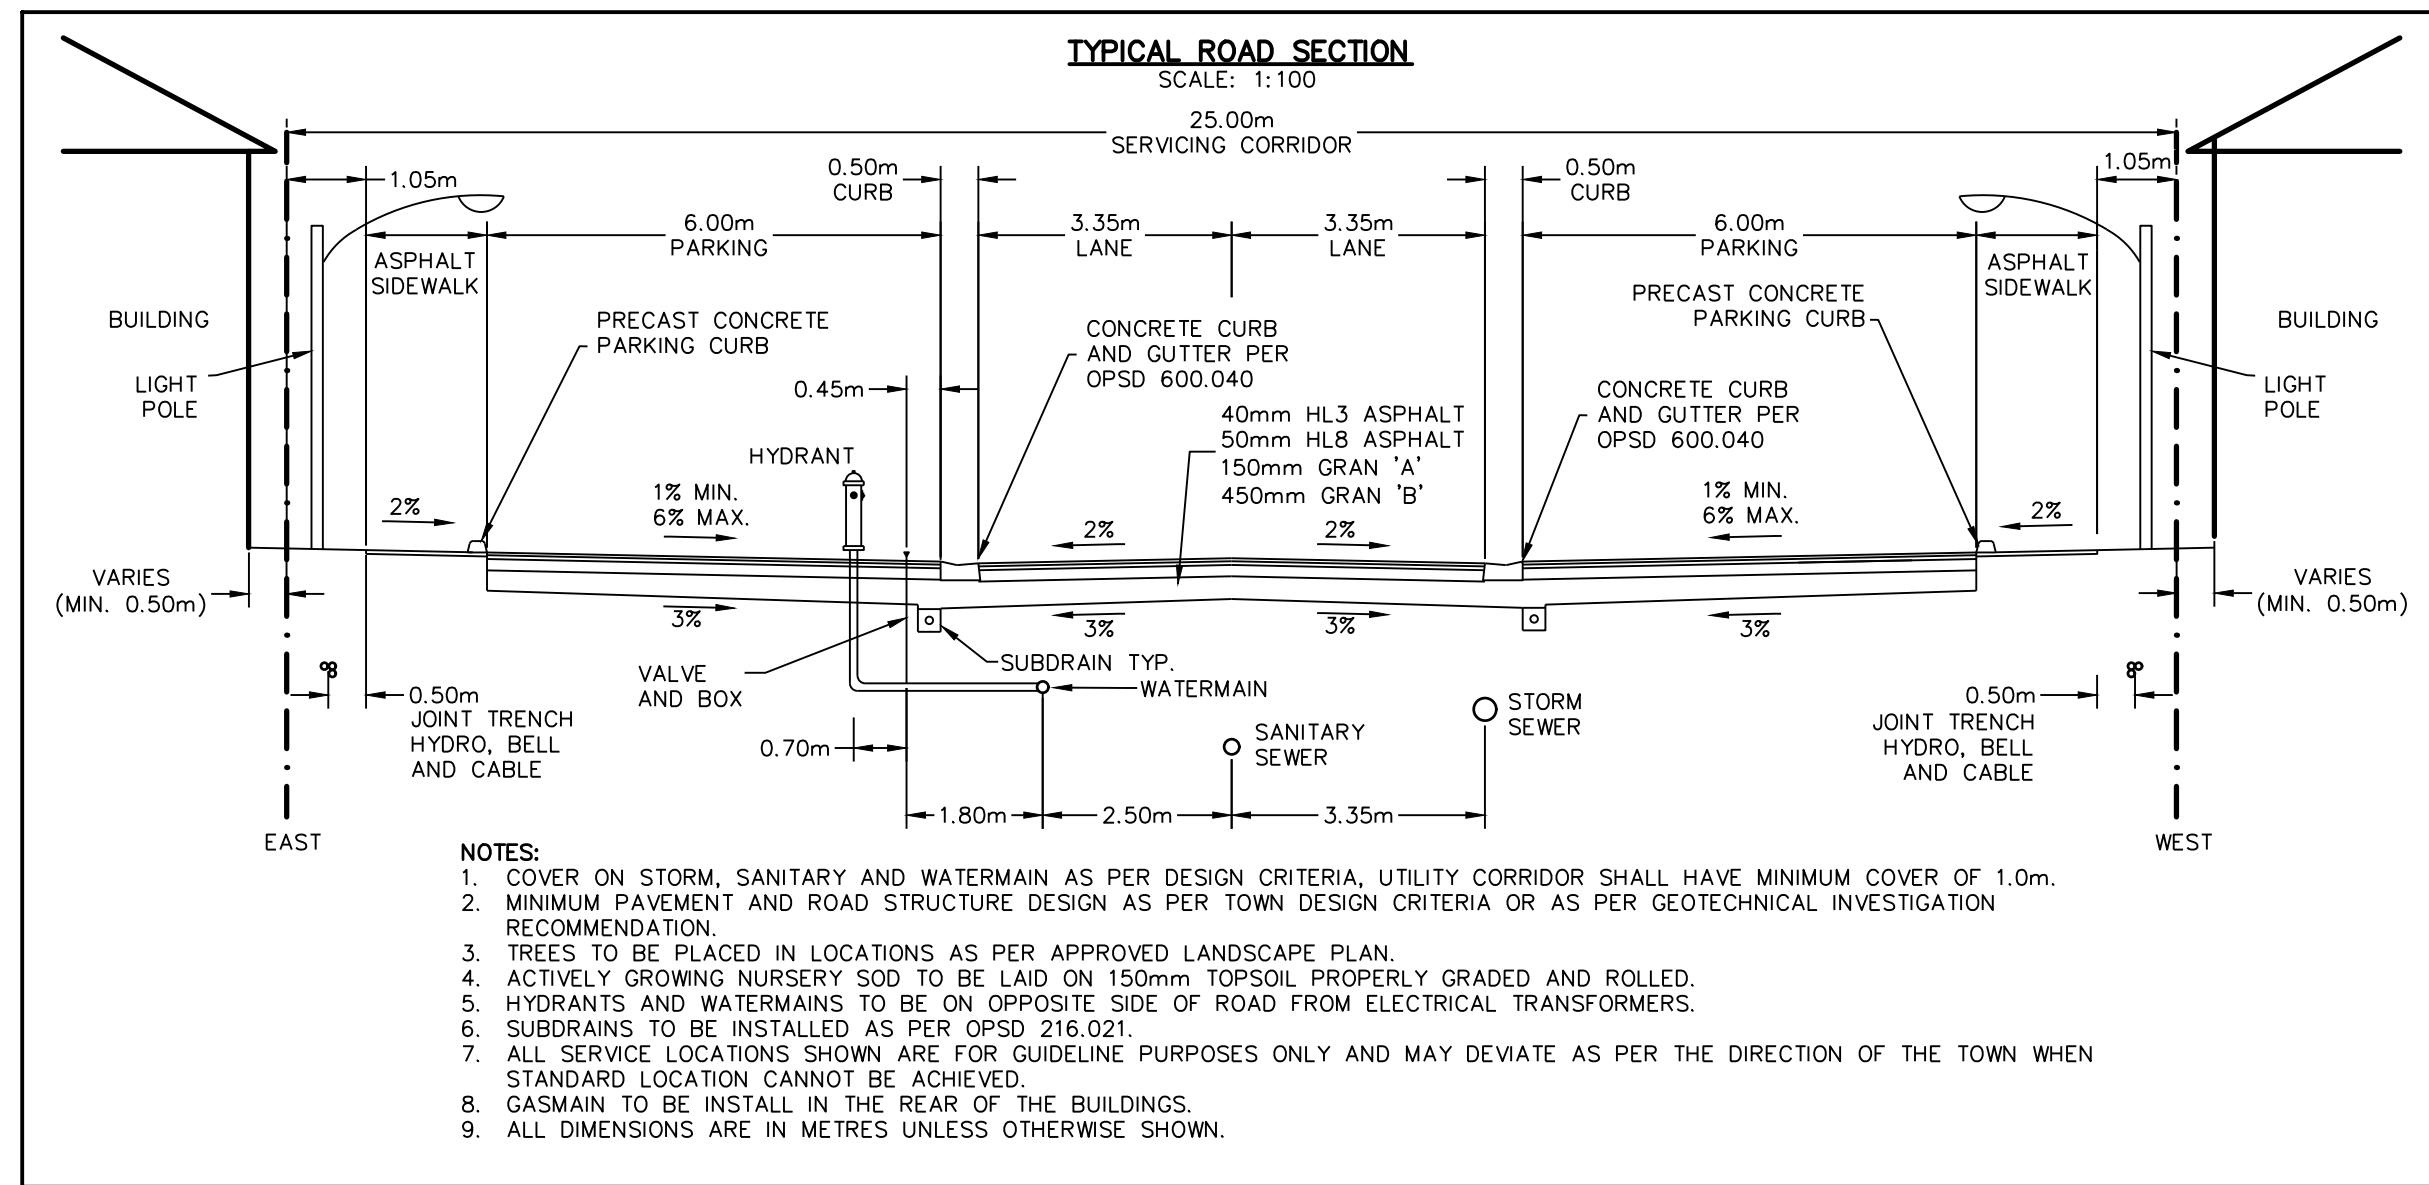 TYPICAL ROAD SECTION
SCALE: 1:100
25.00m
SERVICING CORRIDOR
1.05m
0.50m
CURB
0.50m
CURB
1.05m
6.00m
PARKING
3.35m
LANE
3.35m
LANE
6.00m
PARKING
ASPHALT
SIDEWALK
ASPHALT
SIDEWALK
BUILDING
PRECAST CONCRETE
PARKING CURB
CONCRETE CURB
AND GUTTER PER
OPSD 600.040
PRECAST CONCRETE
PARKING CURB
BUILDING
LIGHT
POLE
0.45m
40mm HL3 ASPHALT
50mm HL8 ASPHALT
150mm GRAN 'A'
450mm GRAN 'B'
CONCRETE CURB
AND GUTTER PER
OPSD 600.040
LIGHT
POLE
HYDRANT
2%
1% MIN.
6% MAX.
2%
2%
1% MIN.
6% MAX.
2%
VARIES
(MIN. 0.50m)
3%
3%
3%
3%
VARIES
(MIN. 0.50m)
VALVE
AND BOX
SUBDRAIN TYP.
WATERMAIN
0.50m
JOINT TRENCH
HYDRO, BELL
AND CABLE
0.70m
SANITARY
SEWER
STORM
SEWER
0.50m
JOINT TRENCH
HYDRO, BELL
AND CABLE
1.80m
2.50m
3.35m
EAST
WEST
NOTES:
1. COVER ON STORM, SANITARY AND WATERMAIN AS PER DESIGN CRITERIA, UTILITY CORRIDOR SHALL HAVE MINIMUM COVER OF 1.0m.
2. MINIMUM PAVEMENT AND ROAD STRUCTURE DESIGN AS PER TOWN DESIGN CRITERIA OR AS PER GEOTECHNICAL INVESTIGATION
RECOMMENDATION.
3. TREES TO BE PLACED IN LOCATIONS AS PER APPROVED LANDSCAPE PLAN.
4. ACTIVELY GROWING NURSERY SOD TO BE LAID ON 150mm TOPSOIL PROPERLY GRADED AND ROLLED.
5. HYDRANTS AND WATERMAINS TO BE ON OPPOSITE SIDE OF ROAD FROM ELECTRICAL TRANSFORMERS.
6. SUBDRAINS TO BE INSTALLED AS PER OPSD 216.021.
7. ALL SERVICE LOCATIONS SHOWN ARE FOR GUIDELINE PURPOSES ONLY AND MAY DEVIATE AS PER THE DIRECTION OF THE TOWN WHEN
STANDARD LOCATION CANNOT BE ACHIEVED.
8. GASMAIN TO BE INSTALL IN THE REAR OF THE BUILDINGS.
9. ALL DIMENSIONS ARE IN METRES UNLESS OTHERWISE SHOWN.